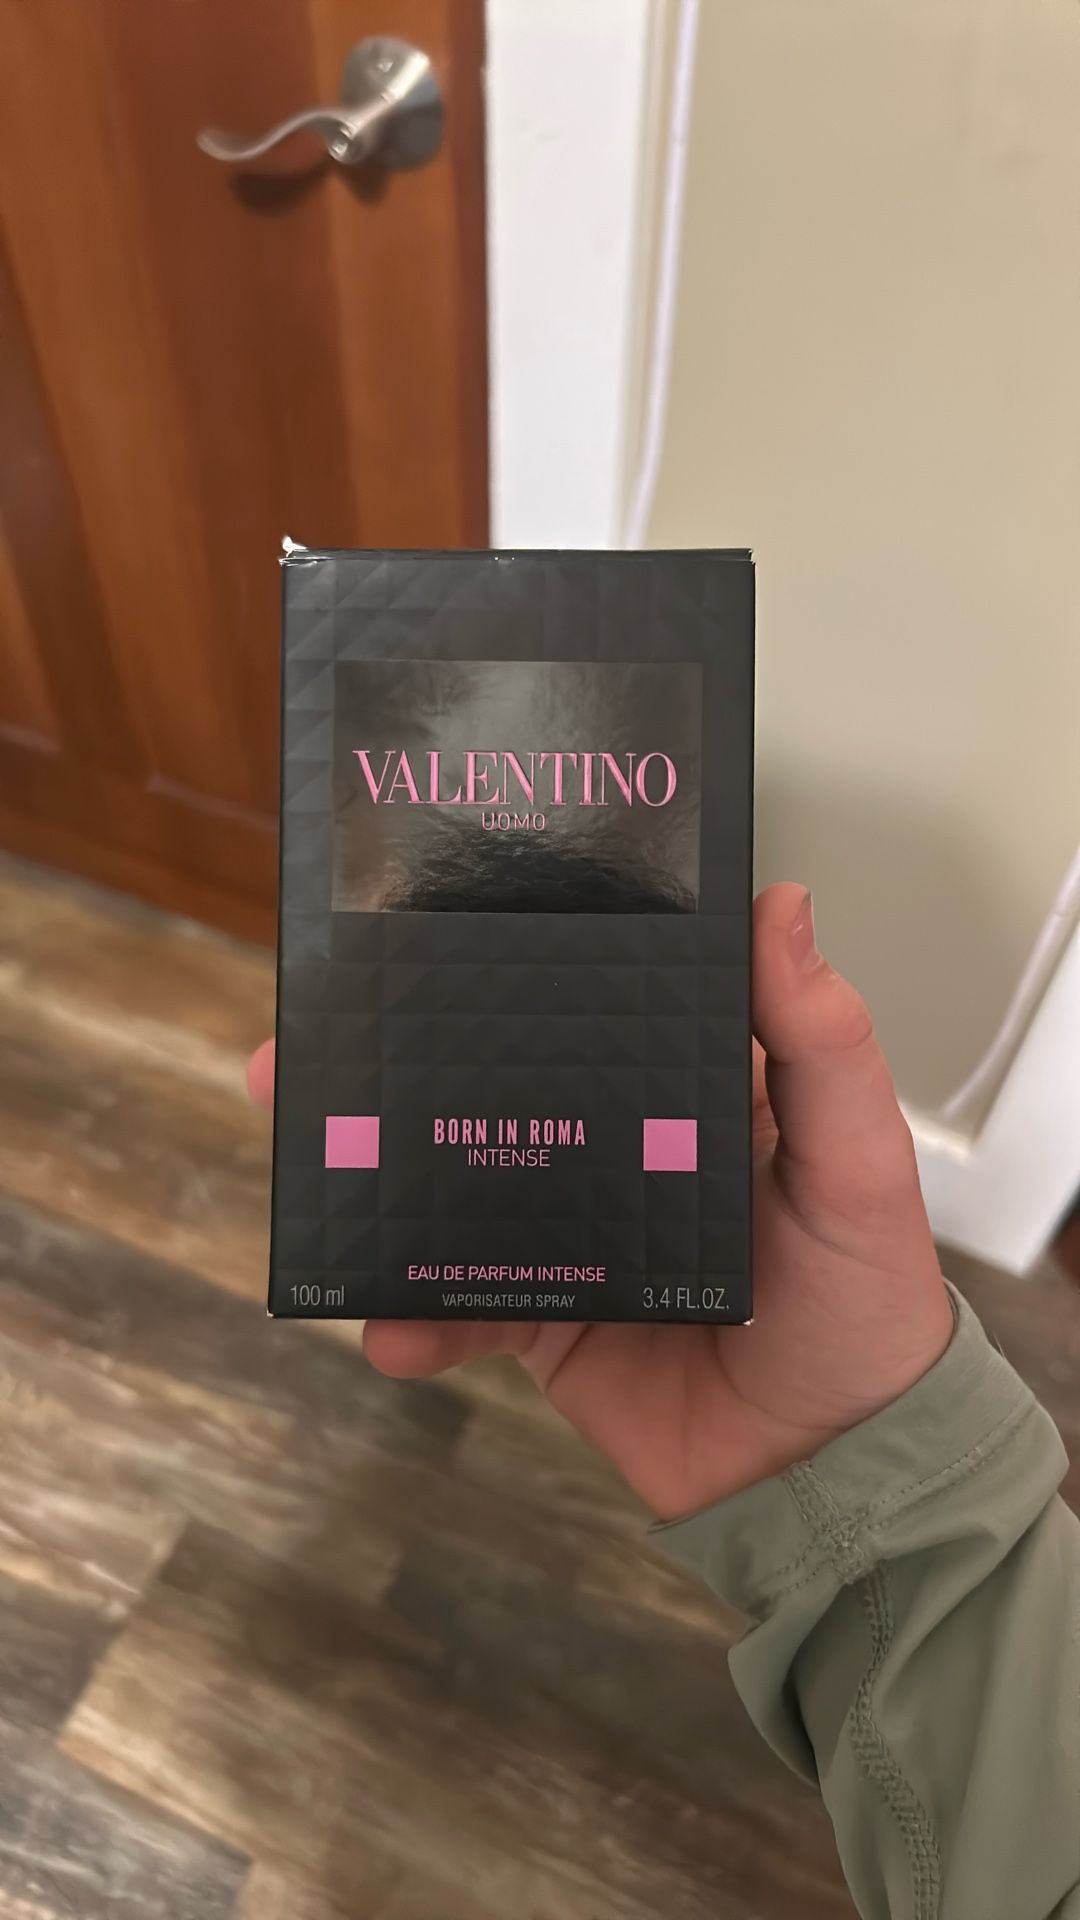 VALENTINO
UOMO
BORN IN ROMA
INTENSE
EAU DE PARFUM INTENSE
100 ml VAPORISATEUR SPRAY 3.4 FL.OZ.